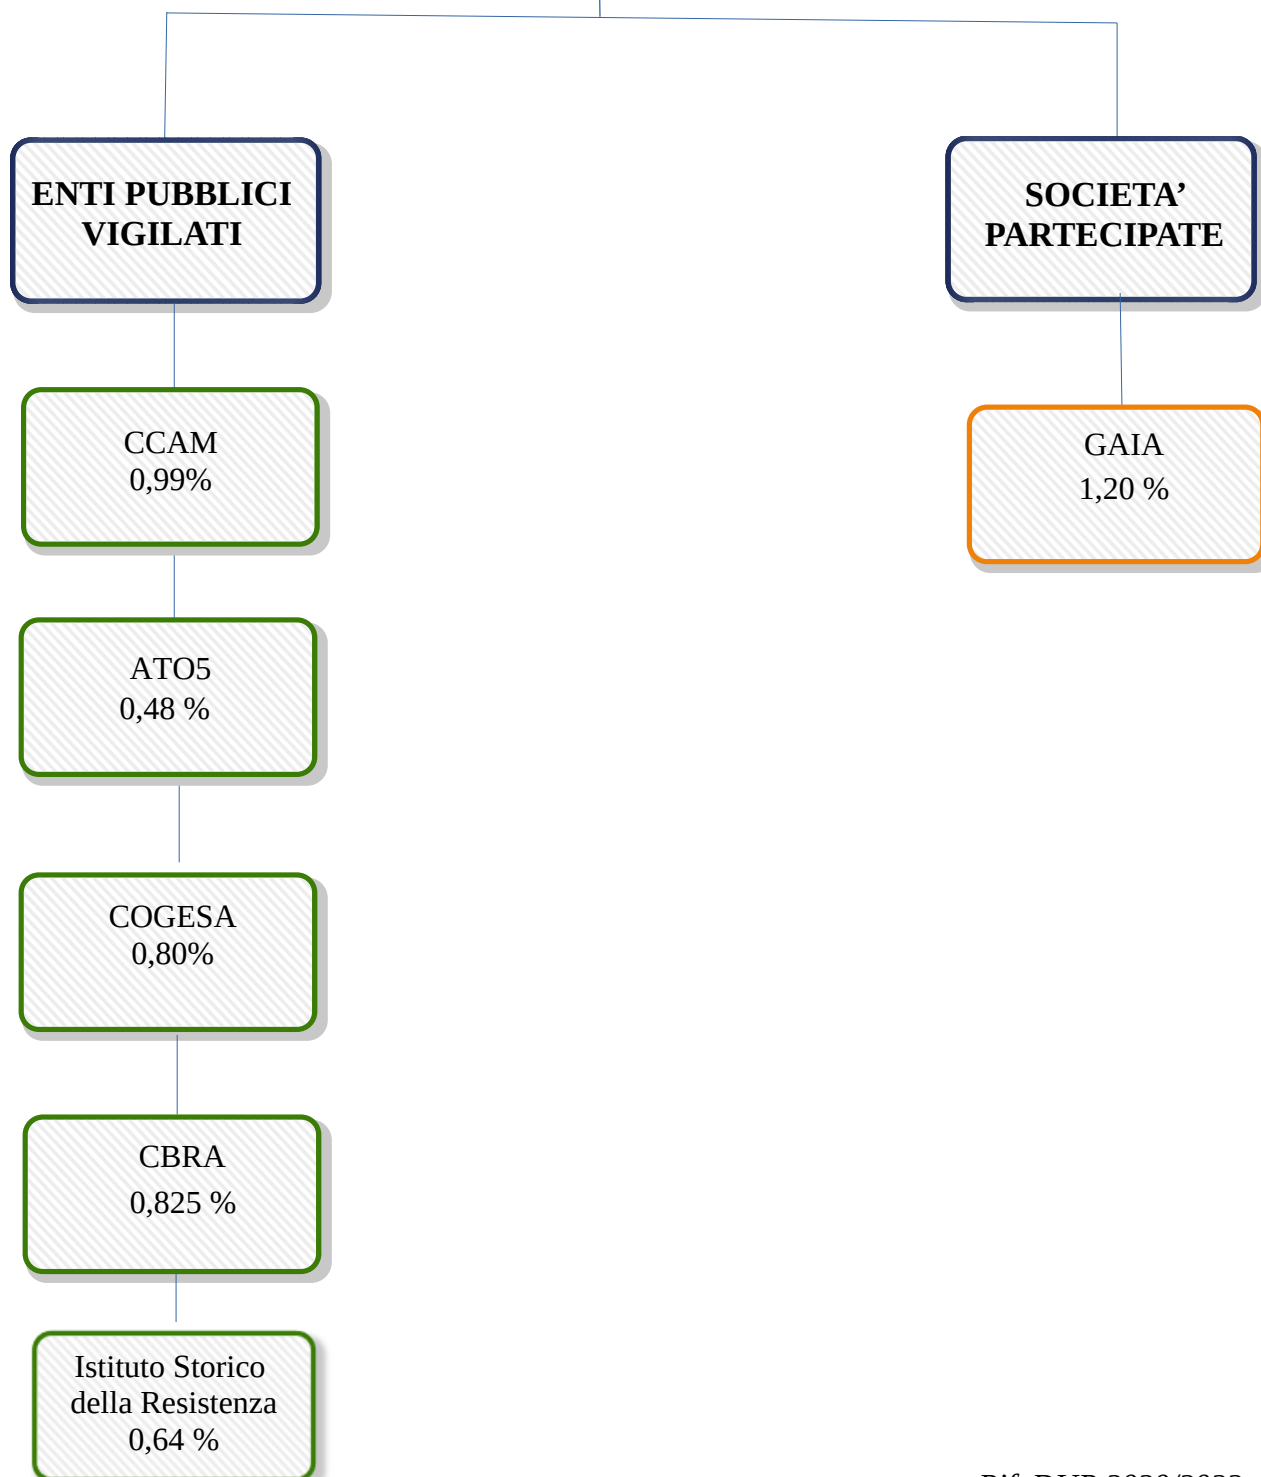 ENTI PUBBLICI
VIGILATI
CCAM
0,99%
ATO5
0,48 %
COGESA
0,80%
CBRA
0,825 %
Istituto Storico
della Resistenza
0,64 %
SOCIETA’
PARTECIPATE
GAIA
1,20 %